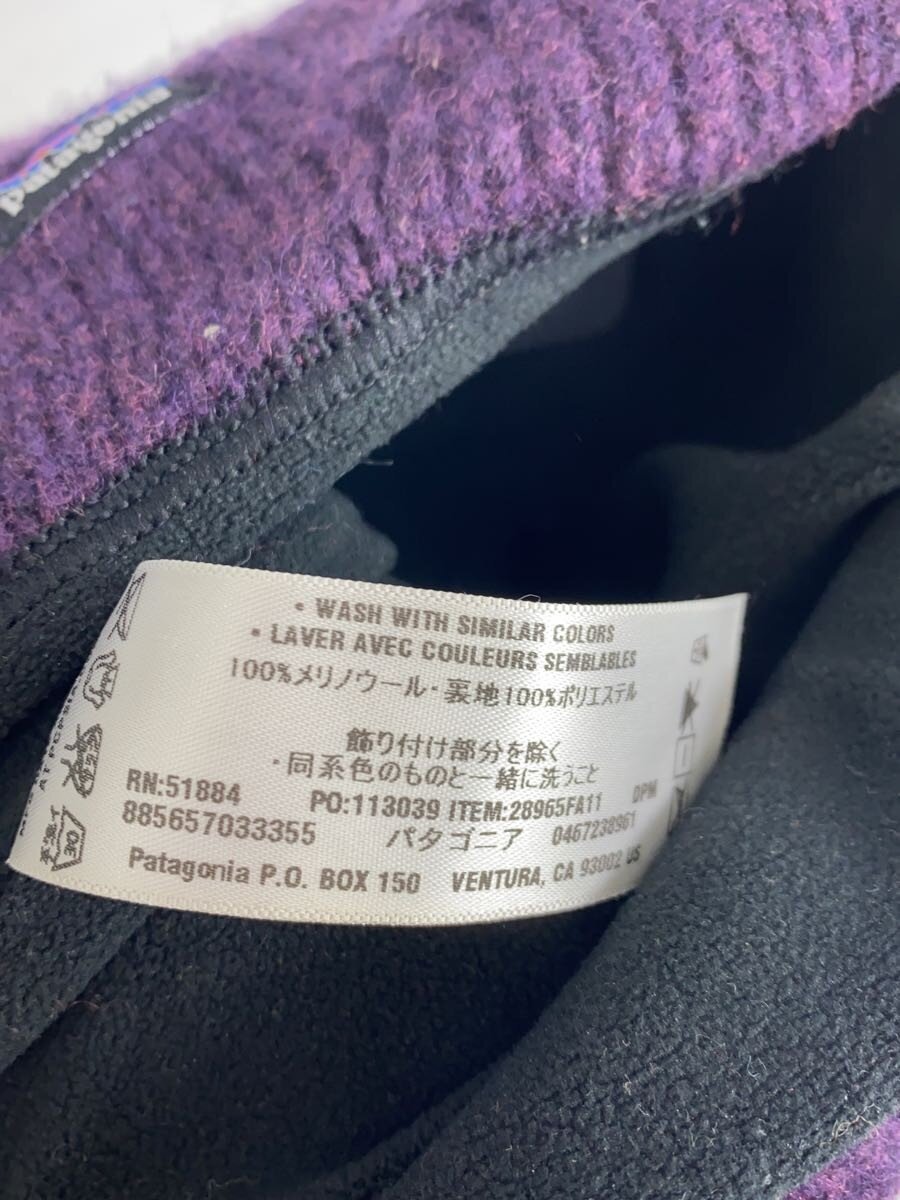 patagonia
• WASH WITH SIMILAR COLORS
• LAVER AVEC COULEURS SEMBLABLES
100%メリノウール・裏地100%ポリエステル
飾り付け部分を除く
・同系色のものと一緒に洗うこと
RN:51884 PO:113039 ITEM:28965FA11 DPM
885657033355 パタゴニア 0467238961
Patagonia P.O. BOX 150 VENTURA, CA 93002 US